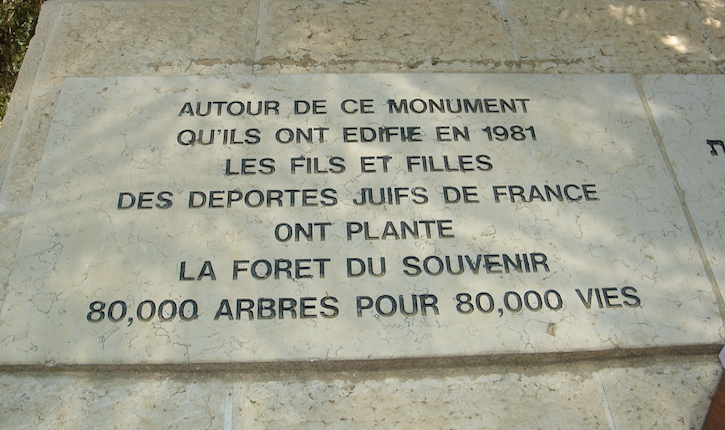 AUTOUR DE CE MONUMENT
QU'ILS ONT EDIFIE EN 1981
LES FILS ET FILLES
DES DEPORTES JUIFS DE FRANCE
ONT PLANTE
LA FORET DU SOUVENIR
80,000 ARBRES POUR 80,000 VIES